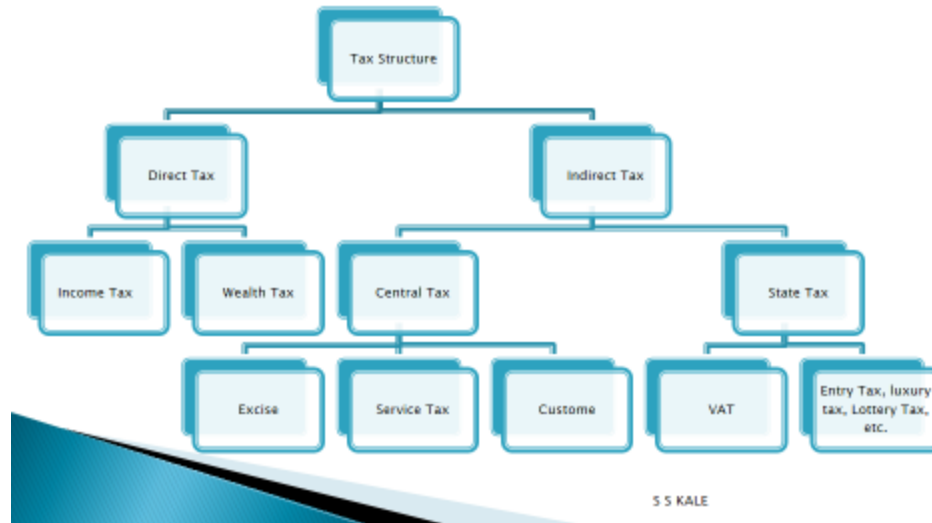 Tax Structure
Direct Tax
Indirect Tax
Income Tax
Wealth Tax
Central Tax
State Tax
Excise
Service Tax
Custome
VAT
Entry Tax, luxury
tax, Lottery Tax,
etc.
S S KALE